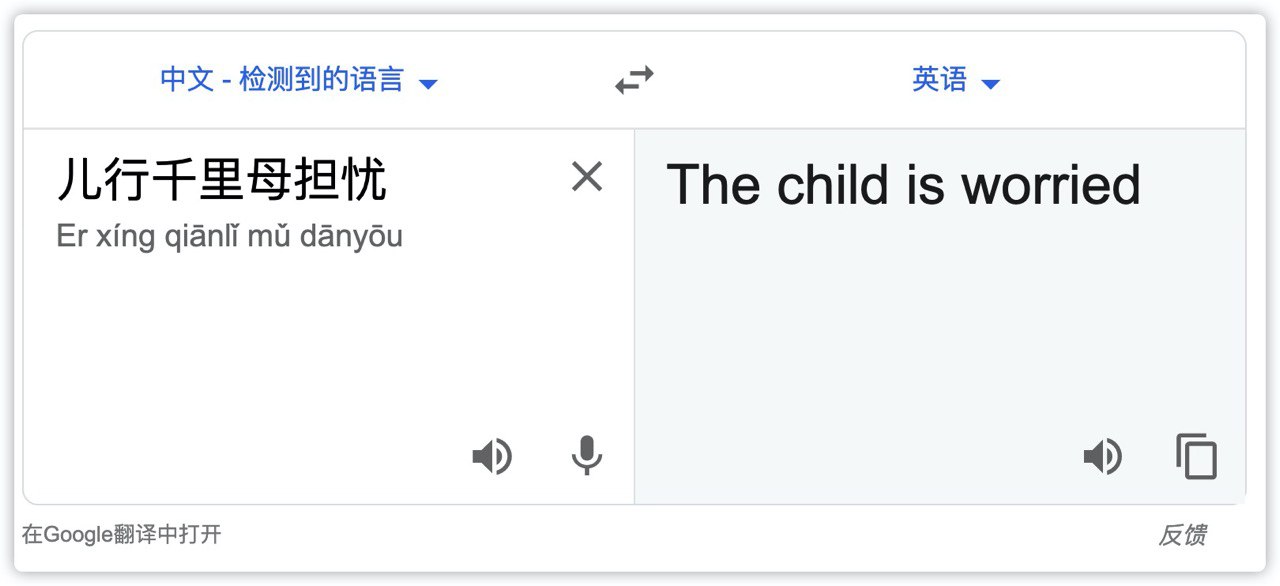 中文 - 检测到的语言
英语
儿行千里母担忧
Er xíng qiānlǐ mǔ dānyōu
The child is worried
在Google翻译中打开
反馈